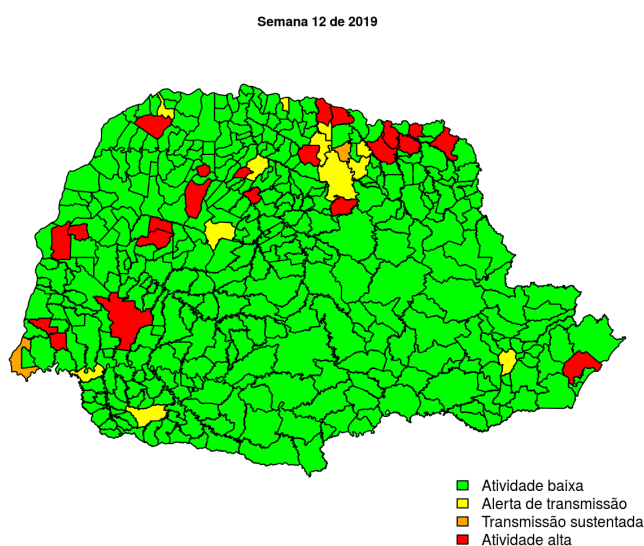 Semana 12 de 2019
Atividade baixa
Alerta de transmissão
Transmissão sustentada
Atividade alta